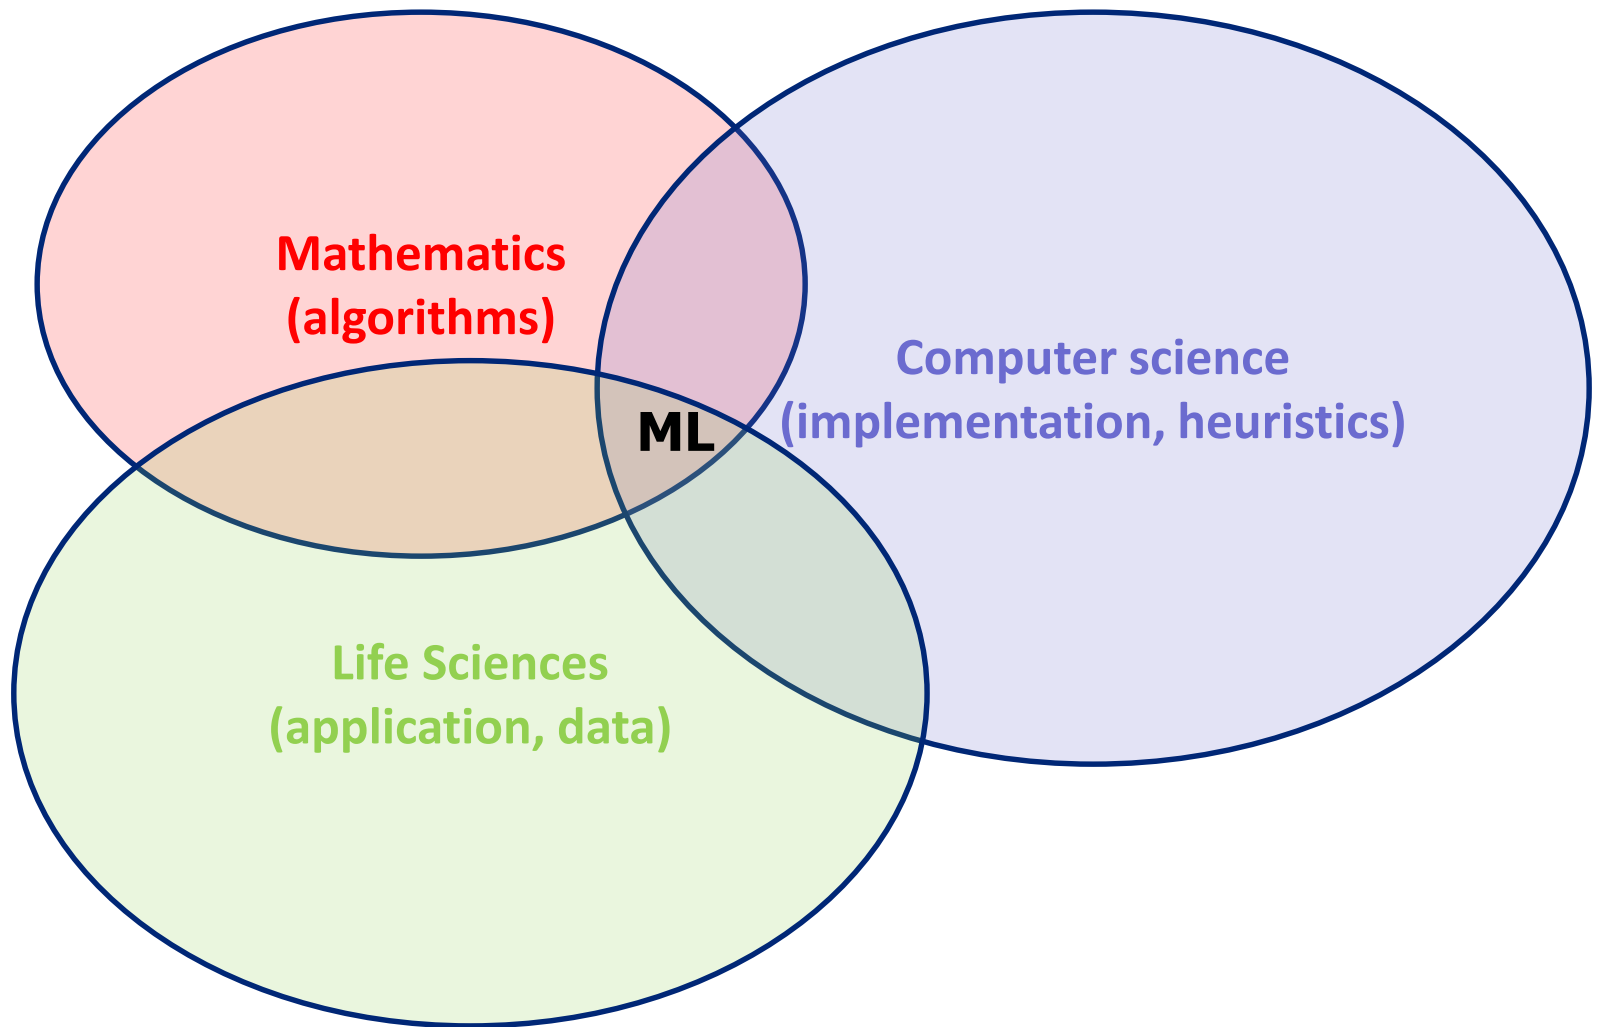 Mathematics
(algorithms)
Computer science
(implementation, heuristics)
ML
Life Sciences
(application, data)